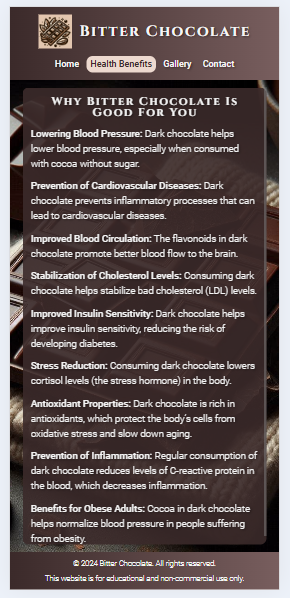 Bitter Chocolate
Home Health Benefits Gallery Contact
Why Bitter Chocolate Is
Good For You
Lowering Blood Pressure: Dark chocolate helps
lower blood pressure, especially when consumed
with cocoa without sugar.
Prevention of Cardiovascular Diseases: Dark
chocolate prevents inflammatory processes that can
lead to cardiovascular diseases.
Improved Blood Circulation: The flavonoids in dark
chocolate promote better blood flow to the brain.
Stabilization of Cholesterol Levels: Consuming dark
chocolate helps stabilize bad cholesterol (LDL) levels.
Improved Insulin Sensitivity: Dark chocolate helps
improve insulin sensitivity, reducing the risk of
developing diabetes.
Stress Reduction: Consuming dark chocolate lowers
cortisol levels (the stress hormone) in the body.
Antioxidant Properties: Dark chocolate is rich in
antioxidants, which protect the body's cells from
oxidative stress and slow down aging.
Prevention of Inflammation: Regular consumption of
dark chocolate reduces levels of C-reactive protein in
the blood, which decreases inflammation.
Benefits for Obese Adults: Cocoa in dark chocolate
helps normalize blood pressure in people suffering
from obesity.
© 2024 Bitter Chocolate. All rights reserved.
This website is for educational and non-commercial use only.